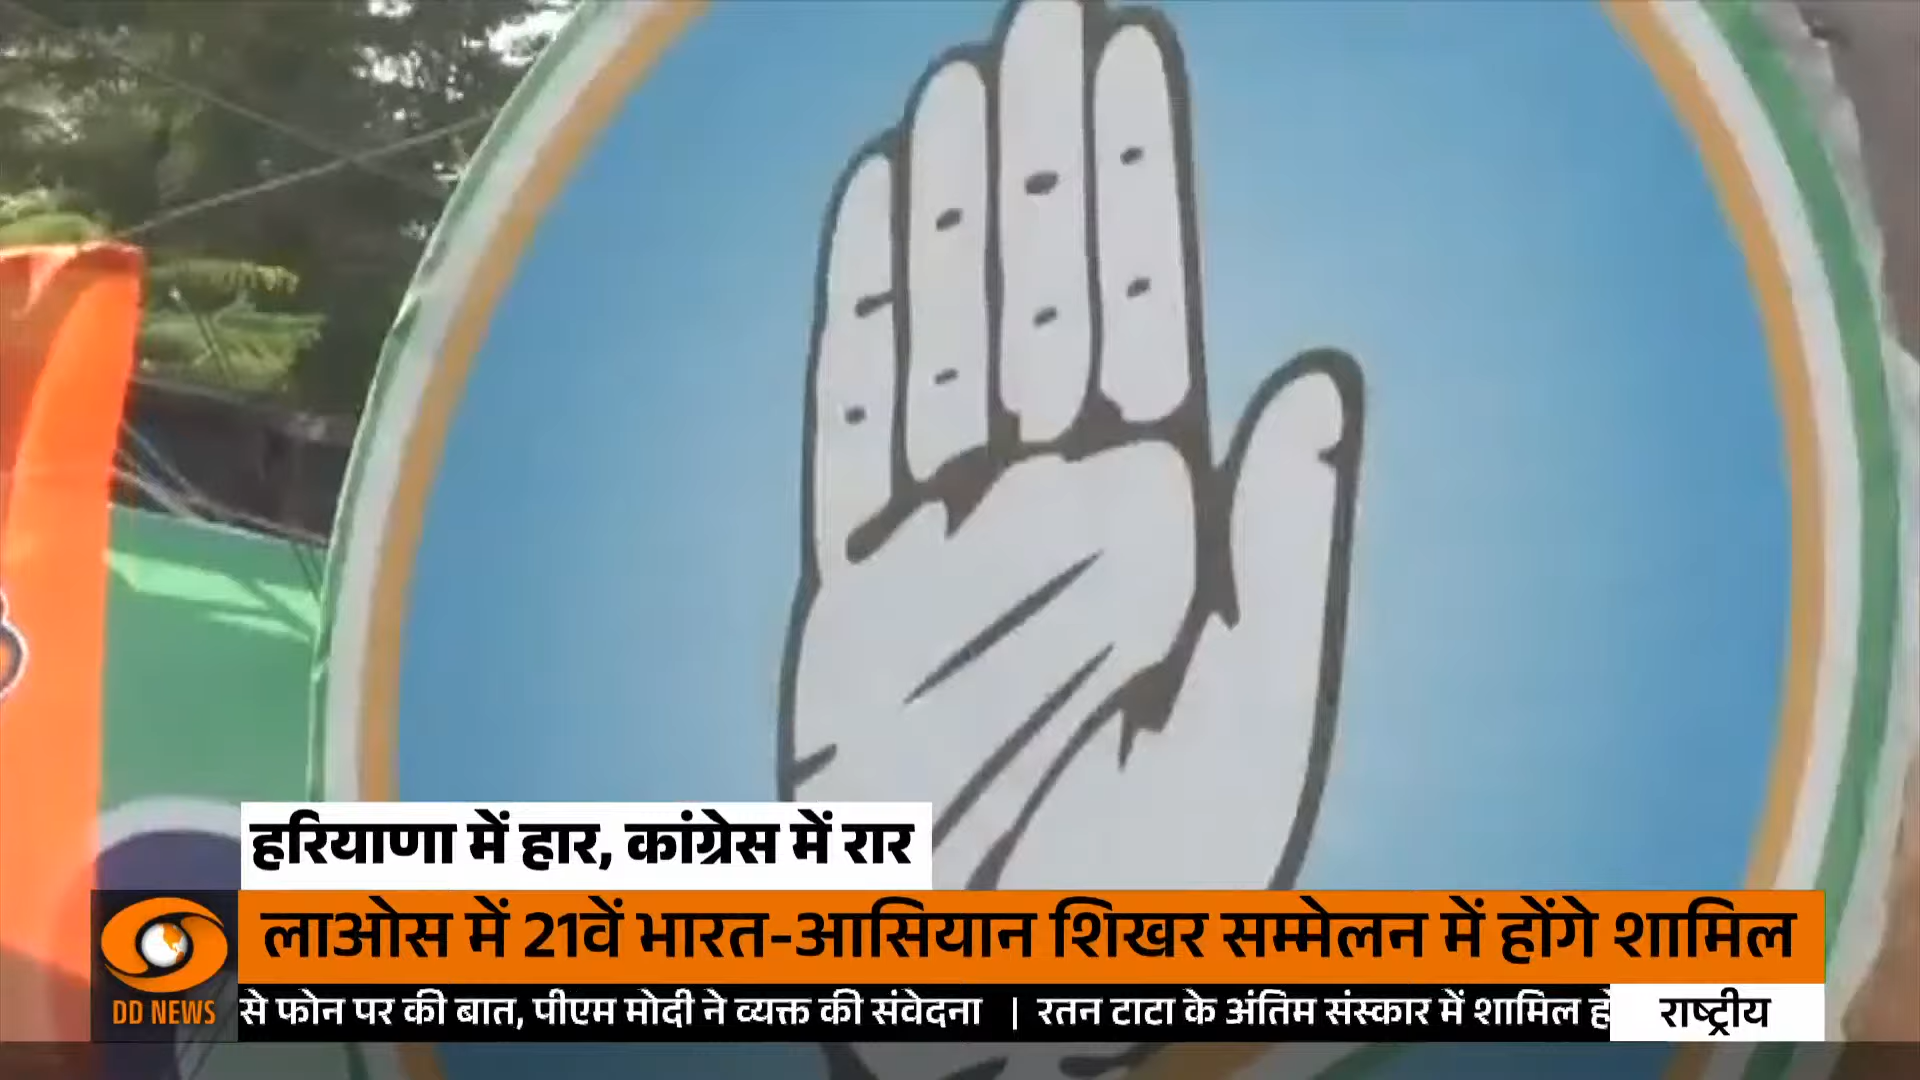 हरियाणा में हार, कांग्रेस में रार
लाओस में 21वें भारत-आसियान शिखर सम्मेलन में होंगे शामिल
DD NEWS
से फोन पर की बात, पीएम मोदी ने व्यक्त की संवेदना | रतन टाटा के अंतिम संस्कार में शामिल
राष्ट्रीय